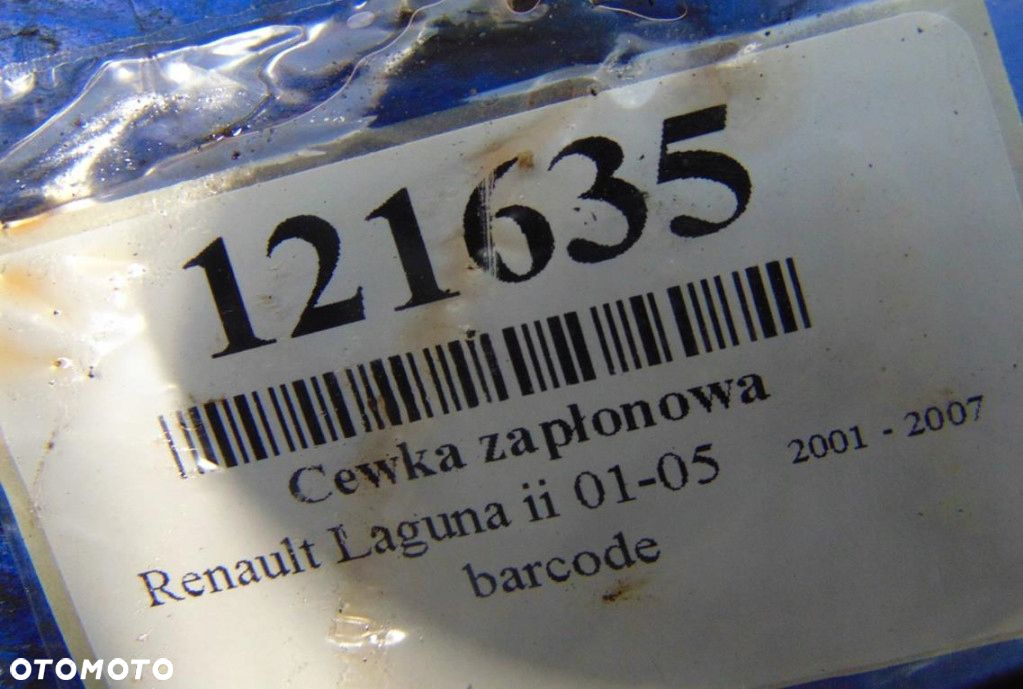 121635
Cewka zapłonowa
Renault Laguna ii 01-05 2001 - 2007
barcode
OTOMOTO